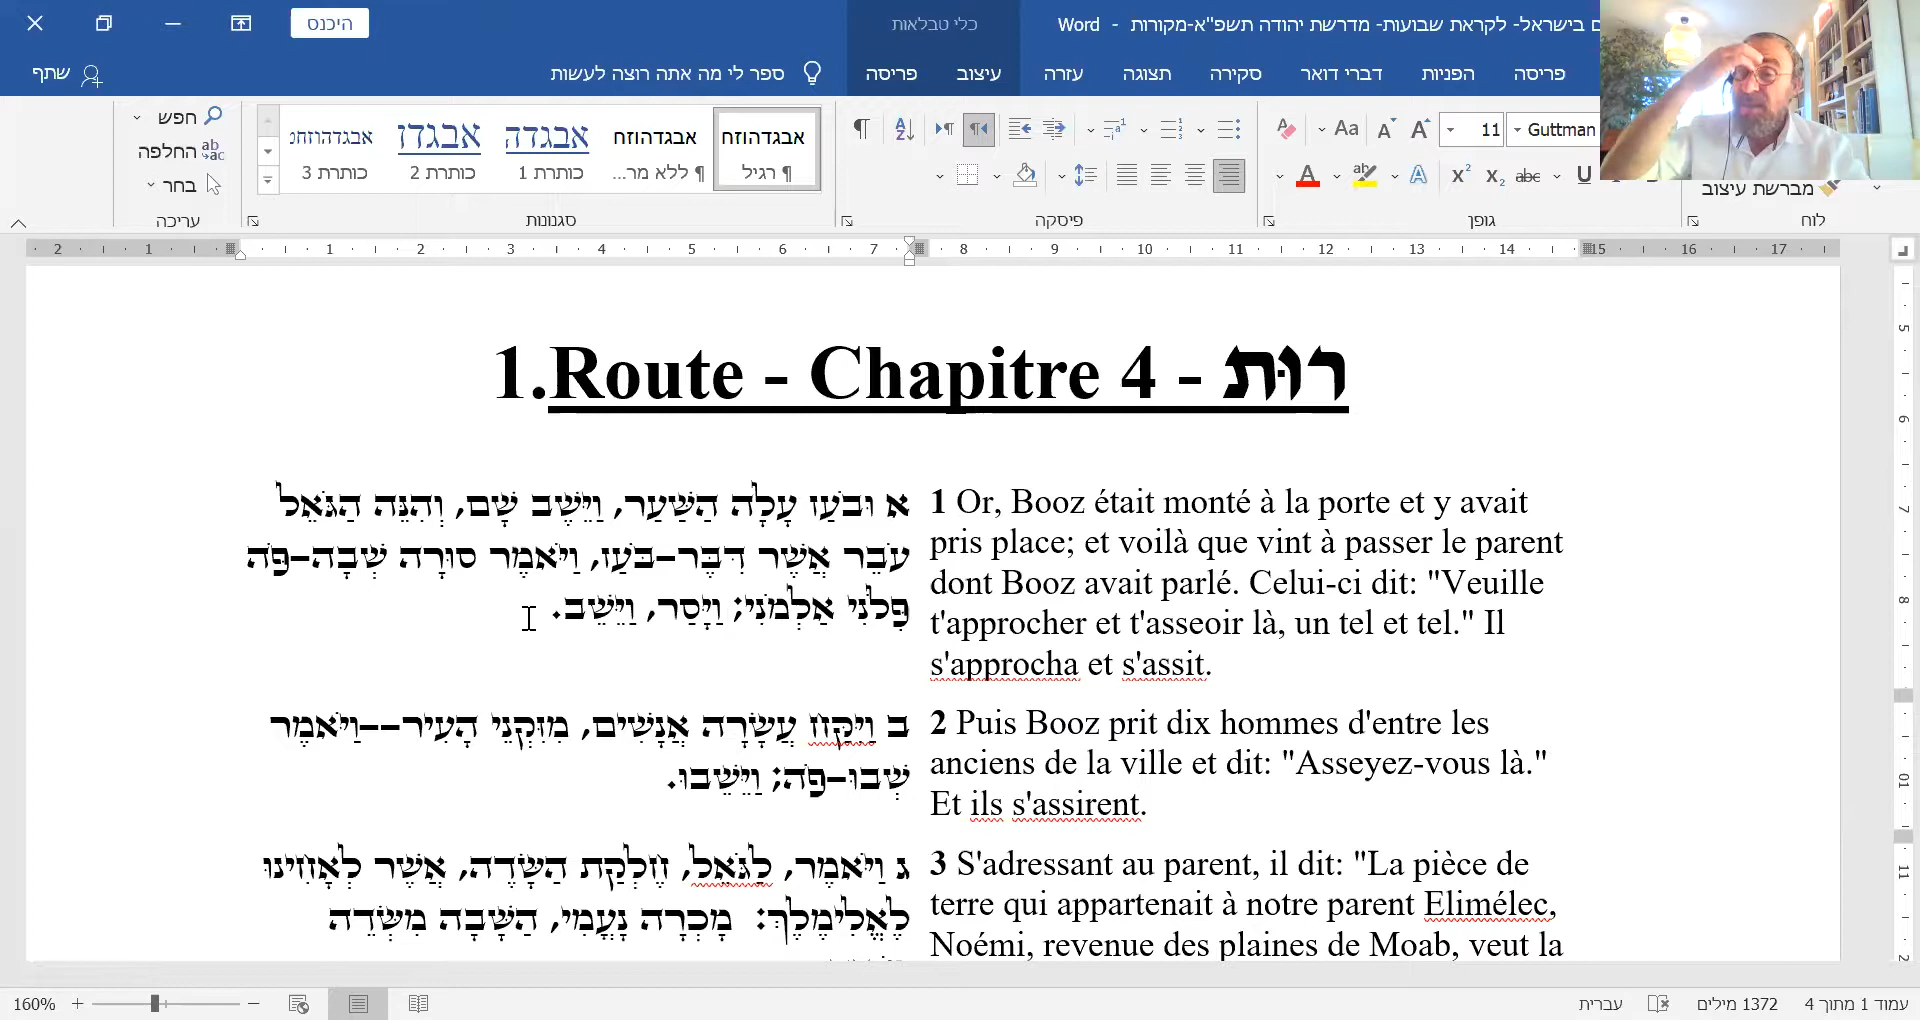 היכנס
כלי טבלאות
ם בישראל- לקראת שבועות- מדרשת יהודה תשפ"א-מקורות - Word
פריסה הפניות דברי דואר סקירה תצוגה עזרה עיצוב פריסה ספר לי מה אתה רוצה לעשות שתף
חפש
החלפה
בחר
עריכה
אבגדהוזח אבגדהוזח אבגדה אבגדו אבגדהוזחט
¶ רגיל ¶ ללא מר... כותרת 1 כותרת 2 כותרת 3
סגנונות
פיסקה
Guttman 11
גופן
מברשת עיצוב
לוח
1.Route - Chapitre 4 - רוּת
א וּבֹעַז עָלָה הַשַּׁעַר, וַיֵּשֶׁב שָׁם, וְהִנֵּה הַגֹּאֵל
עֹבֵר אֲשֶׁר דִּבֶּר-בֹּעַז, וַיֹּאמֶר סוּרָה שְׁבָה-פֹּה
פְּלֹנִי אַלְמֹנִי; וַיָּסַר, וַיֵּשֵׁב.
1 Or, Booz était monté à la porte et y avait
pris place; et voilà que vint à passer le parent
dont Booz avait parlé. Celui-ci dit: "Veuille
t'approcher et t'asseoir là, un tel et tel." Il
s'approcha et s'assit.
ב וַיִּקַּח עֲשָׂרָה אֲנָשִׁים, מִזִּקְנֵי הָעִיר--וַיֹּאמֶר
שְׁבוּ-פֹה; וַיֵּשֵׁבוּ.
2 Puis Booz prit dix hommes d'entre les
anciens de la ville et dit: "Asseyez-vous là."
Et ils s'assirent.
ג וַיֹּאמֶר, לַגֹּאֵל, חֶלְקַת הַשָּׂדֶה, אֲשֶׁר לְאָחִינוּ
לֶאֱלִימֶלֶךְ: מָכְרָה נָעֳמִי, הַשָּׁבָה מִשְּׂדֵה
3 S'adressant au parent, il dit: "La pièce de
terre qui appartenait à notre parent Elimélec,
Noémi, revenue des plaines de Moab, veut la
עמוד 1 מתוך 4 1372 מילים עברית 160%